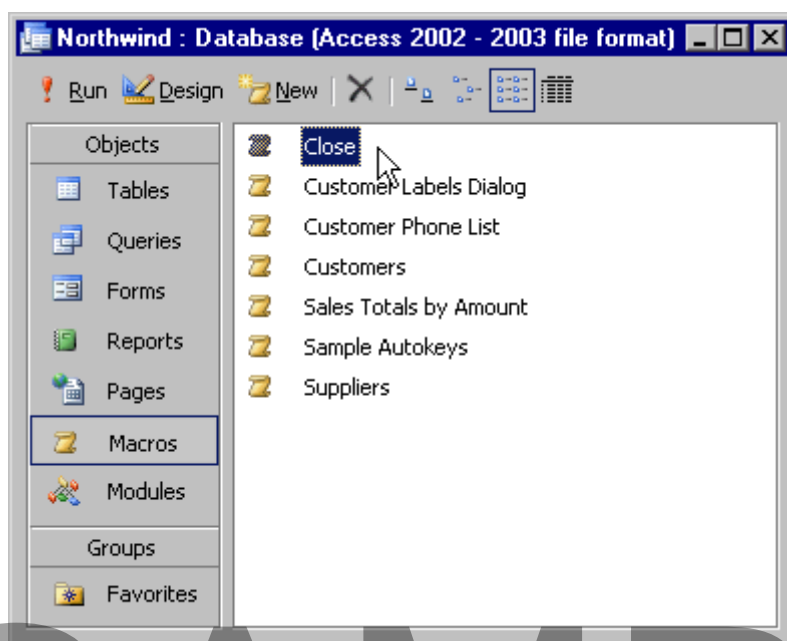 Northwind : Database (Access 2002 - 2003 file format)
Run Design New
Objects
Tables
Queries
Forms
Reports
Pages
Macros
Modules
Groups
Favorites
Close
Customer Labels Dialog
Customer Phone List
Customers
Sales Totals by Amount
Sample Autokeys
Suppliers